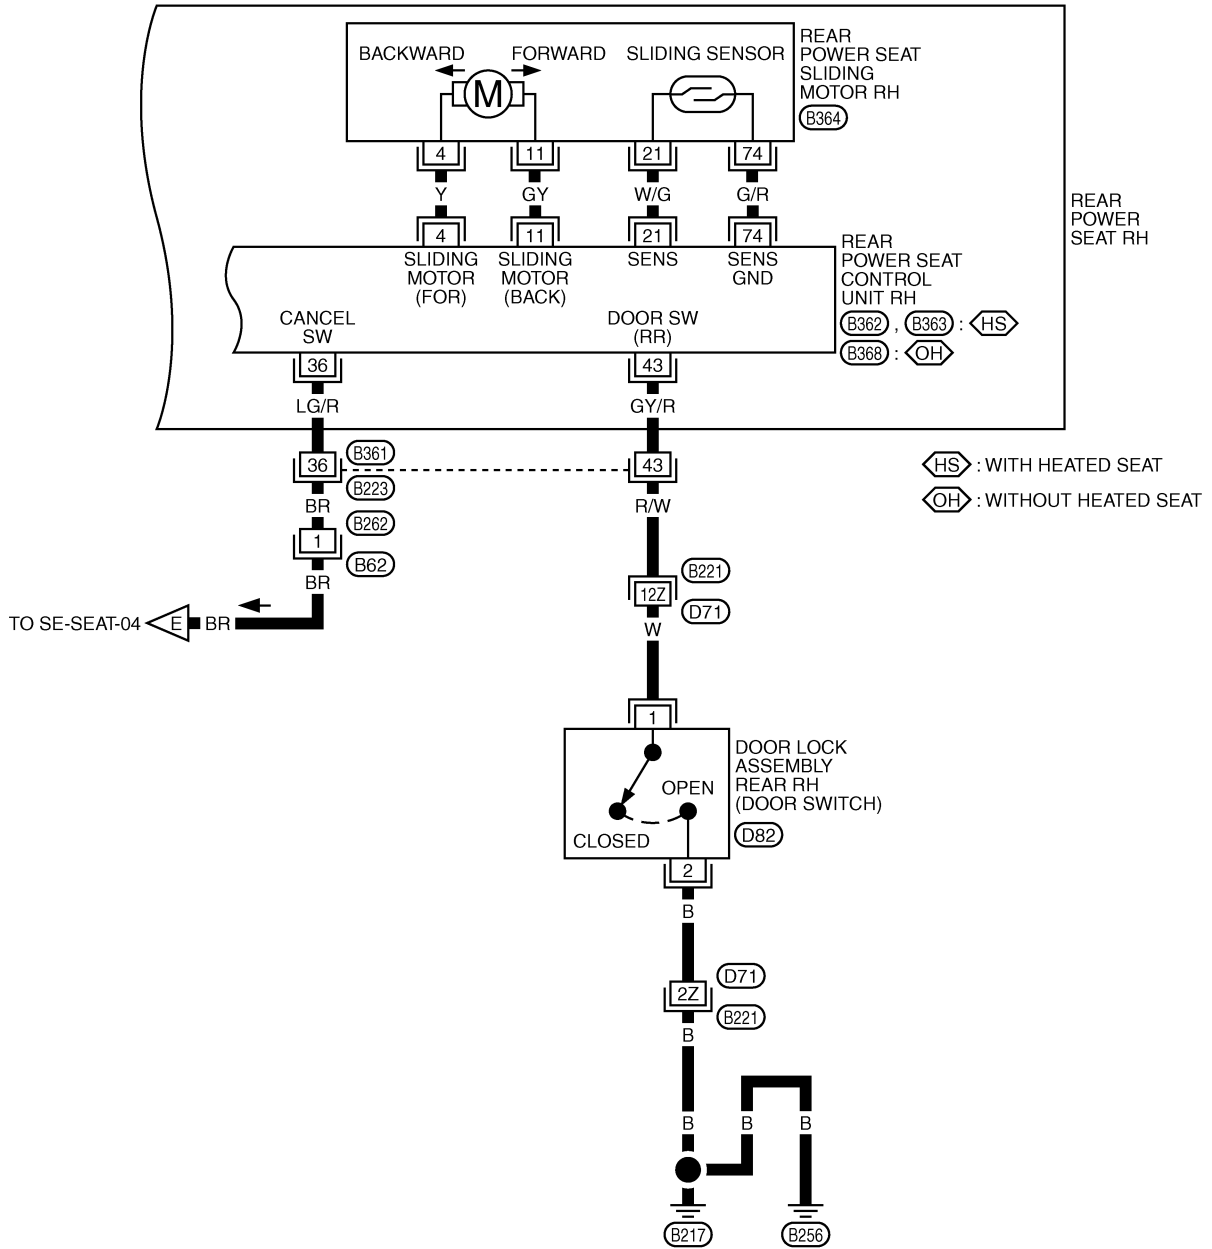 BACKWARD
FORWARD
SLIDING SENSOR
REAR
POWER SEAT
SLIDING
MOTOR RH
B364
M
4
11
21
74
Y
GY
W/G
G/R
4
11
21
74
SLIDING
MOTOR
(FOR)
SLIDING
MOTOR
(BACK)
SENS
SENS
GND
REAR
POWER
SEAT RH
REAR
POWER SEAT
CONTROL
UNIT RH
B362 , B363 : HS
B368 : OH
CANCEL
SW
DOOR SW
(RR)
36
43
LG/R
GY/R
36
B361
43
B223
HS : WITH HEATED SEAT
OH : WITHOUT HEATED SEAT
BR
R/W
B262
1
B62
BR
TO SE-SEAT-04 E BR
B221
12Z
D71
W
1
DOOR LOCK
ASSEMBLY
REAR RH
(DOOR SWITCH)
D82
OPEN
CLOSED
2
B
D71
2Z
B221
B
B
B
B
B217
B256